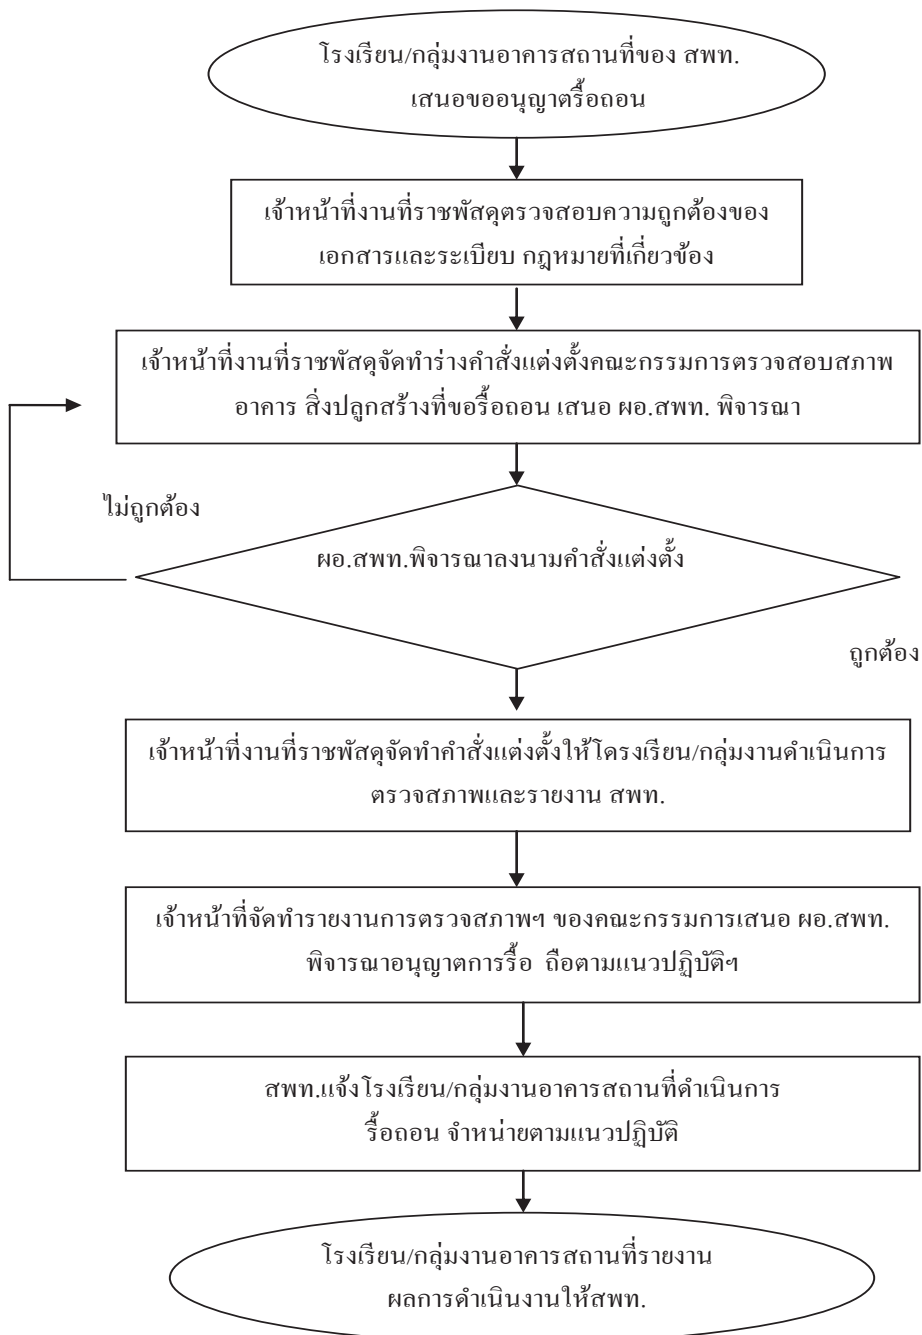 โรงเรียน/กลุ่มงานอาคารสถานที่ของ สพท.
เสนอขออนุญาตรื้อถอน
เจ้าหน้าที่งานที่ราชพัสดุตรวจสอบความถูกต้องของ
เอกสารและระเบียบ กฎหมายที่เกี่ยวข้อง
เจ้าหน้าที่งานที่ราชพัสดุจัดทำร่างคำสั่งแต่งตั้งคณะกรรมการตรวจสอบสภาพ
อาคาร สิ่งปลูกสร้างที่ขอรื้อถอน เสนอ ผอ.สพท. พิจารณา
ไม่ถูกต้อง
ผอ.สพท.พิจารณาลงนามคำสั่งแต่งตั้ง
ถูกต้อง
เจ้าหน้าที่งานที่ราชพัสดุจัดทำคำสั่งแต่งตั้งให้โดรงเรียน/กลุ่มงานดำเนินการ
ตรวจสภาพและรายงาน สพท.
เจ้าหน้าที่จัดทำรายงานการตรวจสภาพฯ ของคณะกรรมการเสนอ ผอ.สพท.
พิจารณาอนุญาตการรื้อ ถือตามแนวปฏิบัติฯ
สพท.แจ้งโรงเรียน/กลุ่มงานอาคารสถานที่ดำเนินการ
รื้อถอน จำหน่ายตามแนวปฏิบัติ
โรงเรียน/กลุ่มงานอาคารสถานที่รายงาน
ผลการดำเนินงานให้สพท.